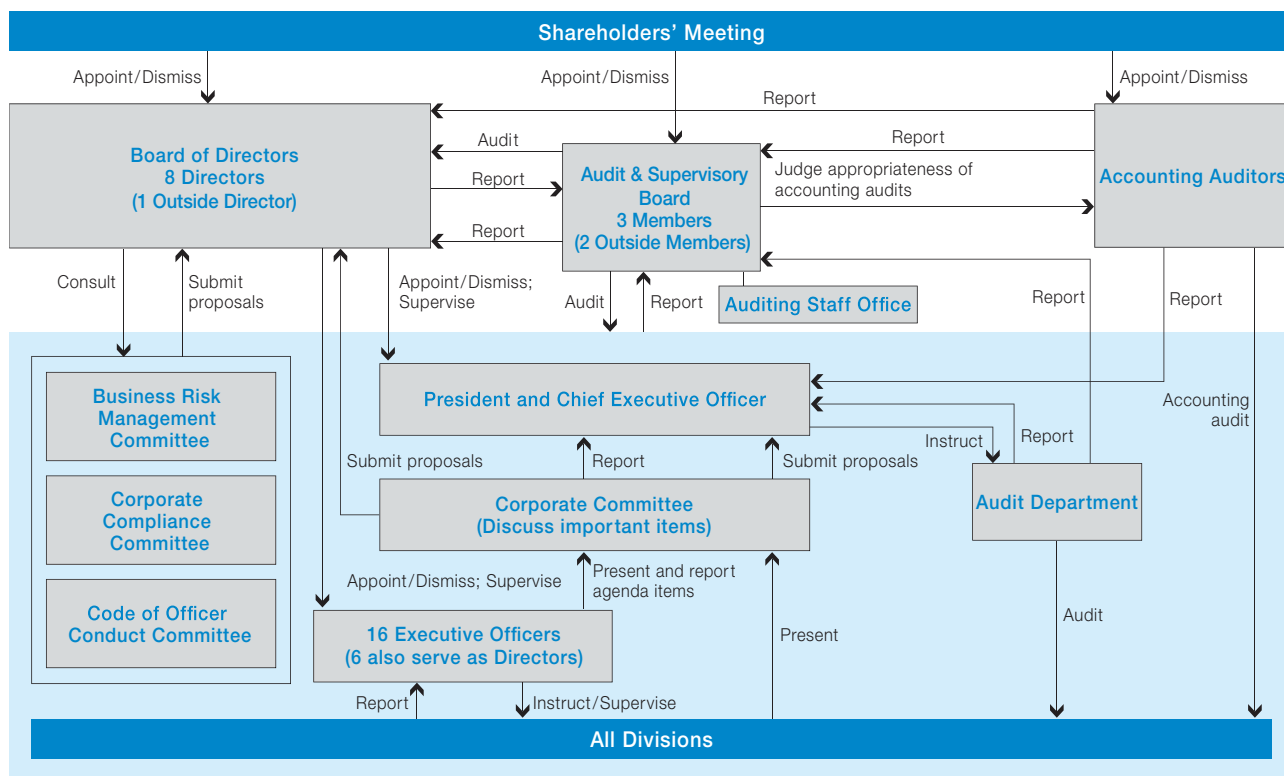 Shareholders' Meeting
Appoint/Dismiss
Appoint/Dismiss
Appoint/Dismiss
Report
Board of Directors
8 Directors
(1 Outside Director)
Audit
Report
Report
Audit & Supervisory
Board
3 Members
(2 Outside Members)
Report
Judge appropriateness of
accounting audits
Accounting Auditors
Consult
Submit
proposals
Appoint/Dismiss;
Supervise
Audit
Report
Auditing Staff Office
Report
Report
Business Risk
Management
Committee
Corporate
Compliance
Committee
Code of Officer
Conduct Committee
President and Chief Executive Officer
Instruct
Report
Accounting
audit
Submit proposals
Report
Submit proposals
Corporate Committee
(Discuss important items)
Audit Department
Appoint/Dismiss; Supervise
Present and report
agenda items
16 Executive Officers
(6 also serve as Directors)
Present
Audit
Report
Instruct/Supervise
All Divisions